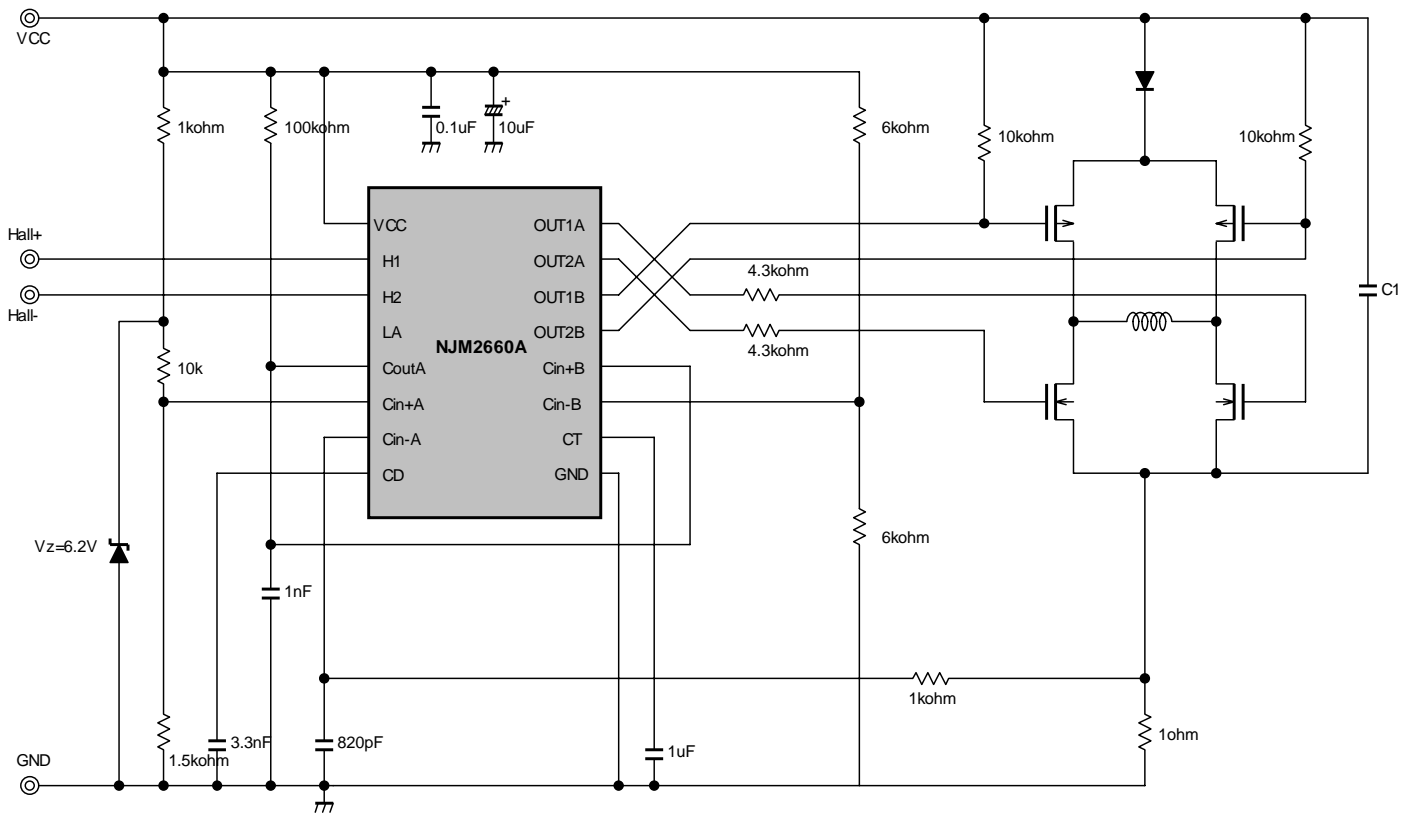 VCC
1kohm
100kohm
0.1uF
+
10uF
6kohm
10kohm
10kohm
Hall+
Hall-
VCC
H1
H2
LA
CoutA
Cin+A
Cin-A
CD
NJM2660A
OUT1A
OUT2A
OUT1B
OUT2B
Cin+B
Cin-B
CT
GND
4.3kohm
4.3kohm
C1
10k
Vz=6.2V
1nF
6kohm
1kohm
1ohm
GND
1.5kohm
3.3nF
820pF
1uF